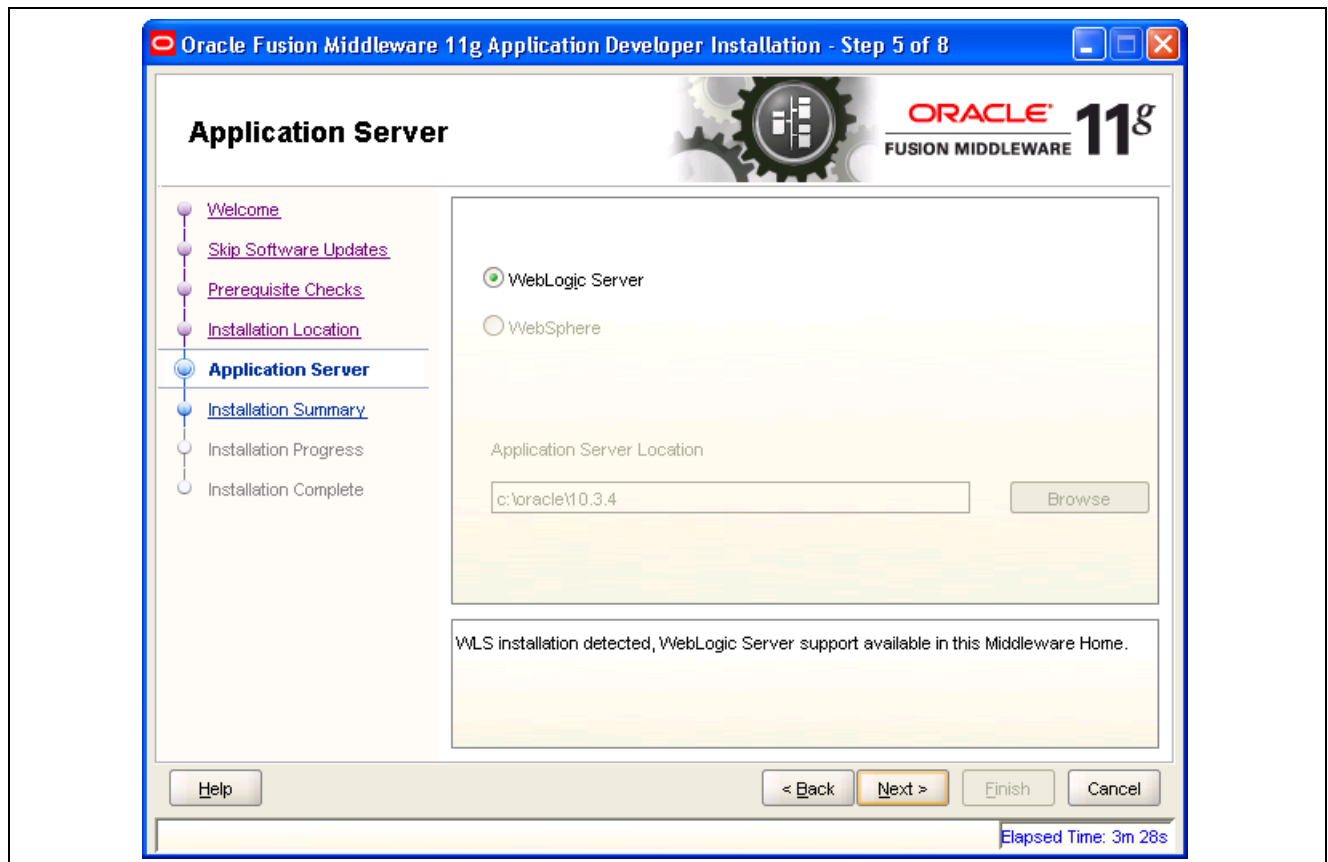 Oracle Fusion Middleware 11g Application Developer Installation - Step 5 of 8
Application Server
ORACLE
FUSION MIDDLEWARE
11g
Welcome
Skip Software Updates
Prerequisite Checks
Installation Location
Application Server
Installation Summary
Installation Progress
Installation Complete
WebLogic Server
WebSphere
Application Server Location
c:\oracle\10.3.4
Browse
WLS installation detected, WebLogic Server support available in this Middleware Home.
Help
< Back
Next >
Finish
Cancel
Elapsed Time: 3m 28s